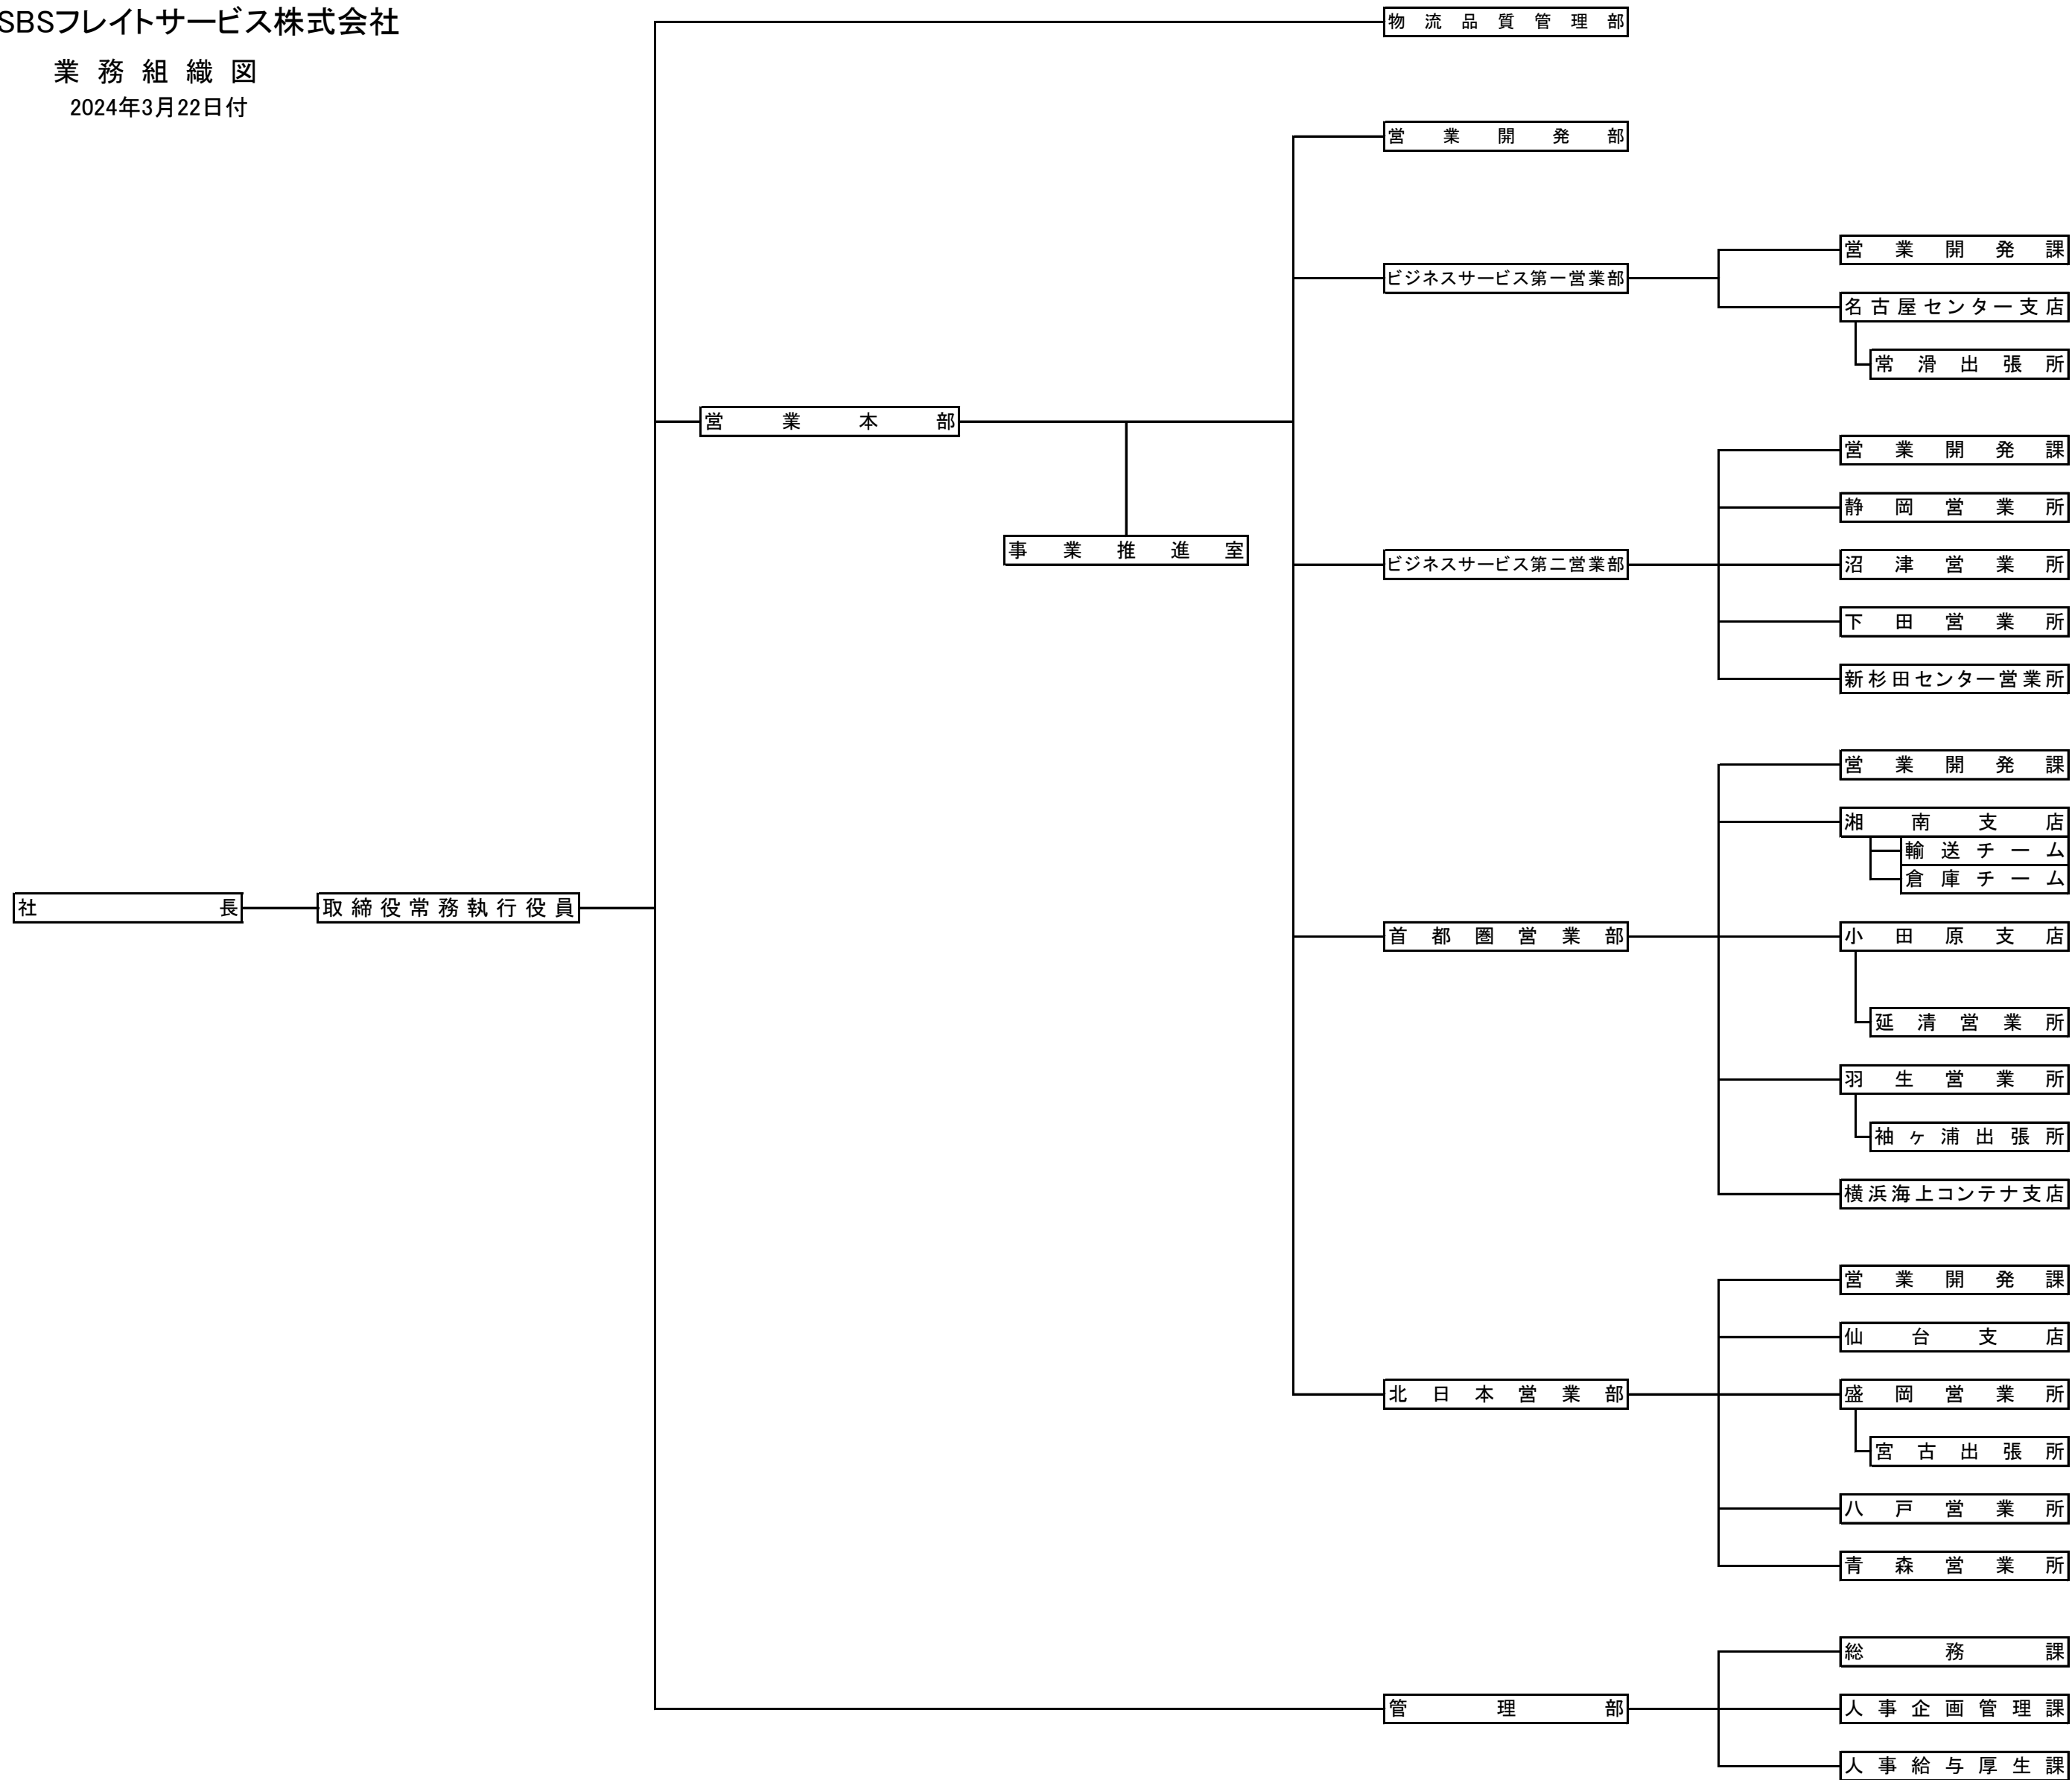 SBSフレイトサービス株式会社
業務組織図
2024年3月22日付
物流品質管理部
営業開発部
営業開発課
ビジネスサービス第一営業部
名古屋センター支店
常滑出張所
営業本部
営業開発課
静岡営業所
事業推進室
ビジネスサービス第二営業部
沼津営業所
下田営業所
新杉田センター営業所
営業開発課
湘南支店
輸送チーム
倉庫チーム
社長
取締役常務執行役員
首都圏営業部
小田原支店
延清営業所
羽生営業所
袖ヶ浦出張所
横浜海上コンテナ支店
営業開発課
仙台支店
北日本営業部
盛岡営業所
宮古出張所
八戸営業所
青森営業所
総務課
管理部
人事企画管理課
人事給与厚生課